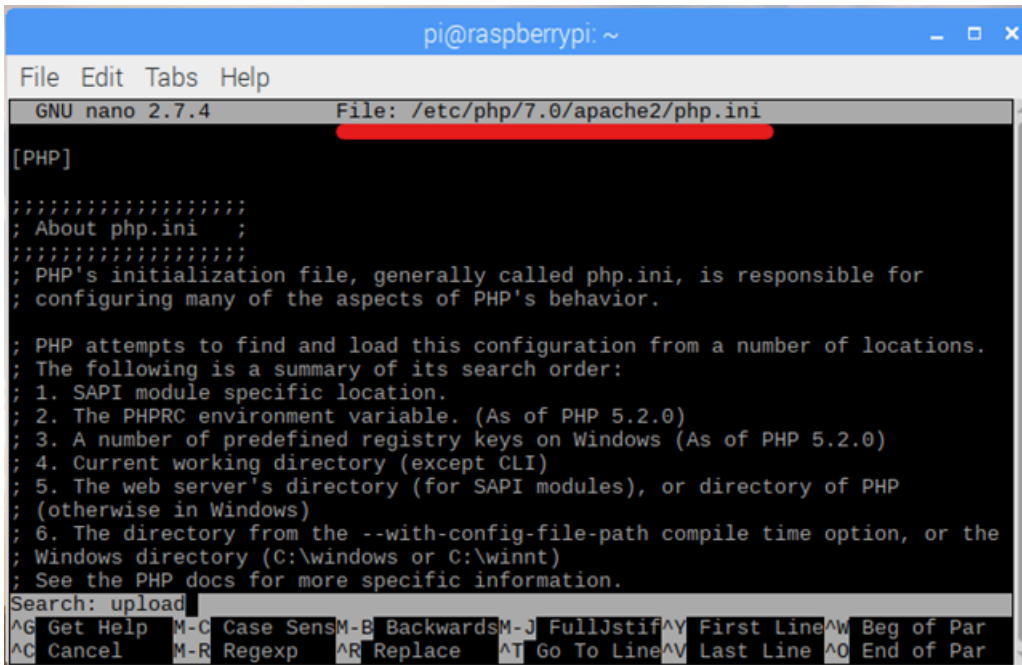 pi@raspberrypi: ~
File Edit Tabs Help
GNU nano 2.7.4 File: /etc/php/7.0/apache2/php.ini
[PHP]
;;;;;;;;;;;;;;;;;;;
; About php.ini   ;
;;;;;;;;;;;;;;;;;;;
; PHP's initialization file, generally called php.ini, is responsible for
; configuring many of the aspects of PHP's behavior.
; PHP attempts to find and load this configuration from a number of locations.
; The following is a summary of its search order:
; 1. SAPI module specific location.
; 2. The PHPRC environment variable. (As of PHP 5.2.0)
; 3. A number of predefined registry keys on Windows (As of PHP 5.2.0)
; 4. Current working directory (except CLI)
; 5. The web server's directory (for SAPI modules), or directory of PHP
; (otherwise in Windows)
; 6. The directory from the --with-config-file-path compile time option, or the
; Windows directory (C:\windows or C:\winnt)
; See the PHP docs for more specific information.
Search: upload
^G Get Help M-C Case SensM-B BackwardsM-J FullJstif^Y First Line^W Beg of Par
^C Cancel M-R Regexp ^R Replace ^T Go To Line^V Last Line ^O End of Par